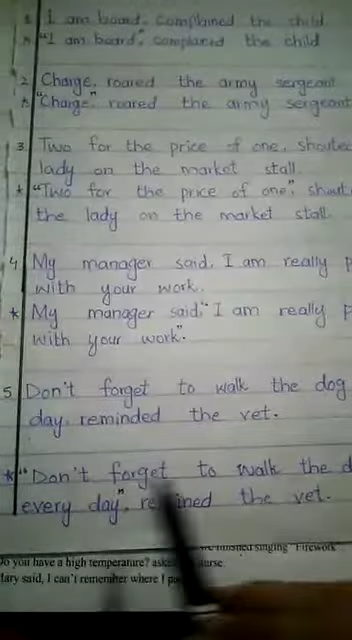 1. I am board. Complained the child.
* "I am board". complained the child
2. Charge, roared the army sergeant
* "Charge", roared the army sergeant
3. Two for the price of one, shouted
lady on the market stall.
* "Two for the price of one",
the lady on the market stall.
4 My manager said, I am really
with your work.
* My manager said," I am really
with your work".
5 Don't forget to walk the dog
day, reminded the vet.
* "Don't forget to walk the
every day", the vet.
finished singing "Firework
Do you have a high temperature?
Mary said, I can't remember where I